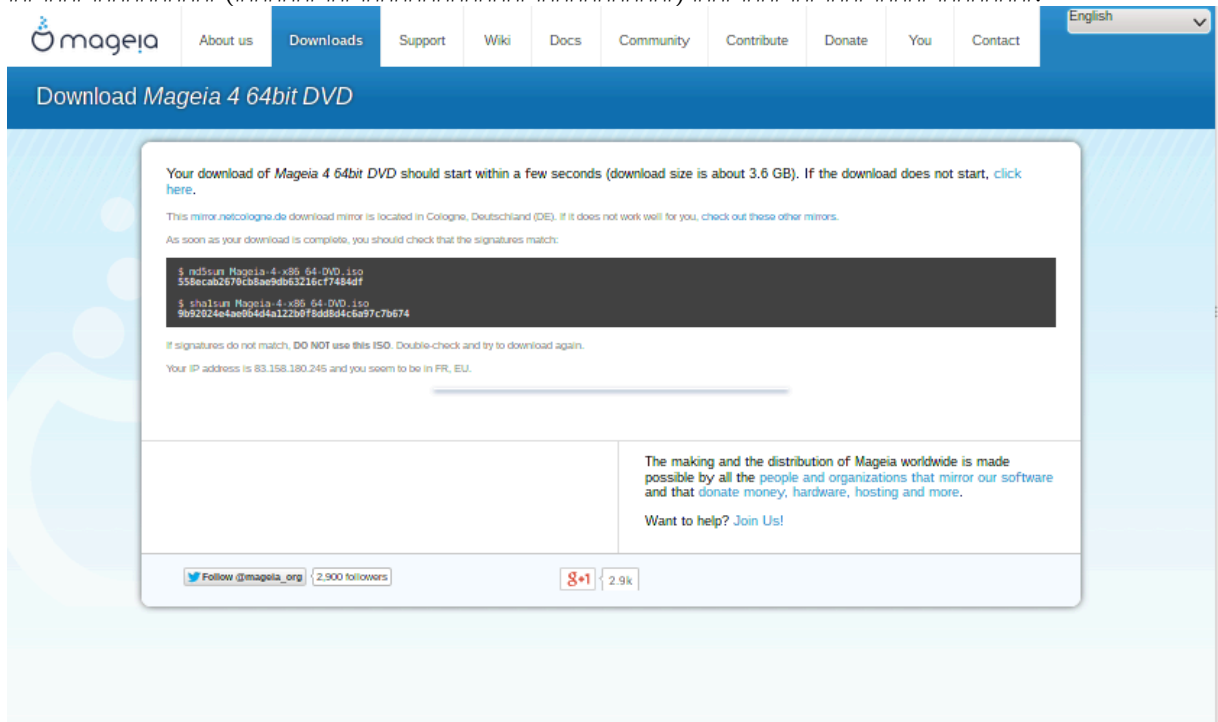 mageia
About us
Downloads
Support
Wiki
Docs
Community
Contribute
Donate
You
Contact
English
Download Mageia 4 64bit DVD
Your download of Mageia 4 64bit DVD should start within a few seconds (download size is about 3.6 GB). If the download does not start, click
here.
This mirror.netcologne.de download mirror is located in Cologne, Deutschland (DE). If it does not work well for you, check out these other mirrors.
As soon as your download is complete, you should check that the signatures match:
$ md5sum Mageia-4-x86_64-DVD.iso
558ecab2670cb8ae9db63216cf7484df
$ sha1sum Mageia-4-x86_64-DVD.iso
9b92024e4ae0b4d4a122b0f8dd8d4c6a97c7b674
If signatures do not match, DO NOT use this ISO. Double-check and try to download again.
Your IP address is 83.158.180.245 and you seem to be in FR, EU.
The making and the distribution of Mageia worldwide is made
possible by all the people and organizations that mirror our software
and that donate money, hardware, hosting and more.
Want to help? Join Us!
Follow @mageia_org
2,900 followers
g+1
2.9k